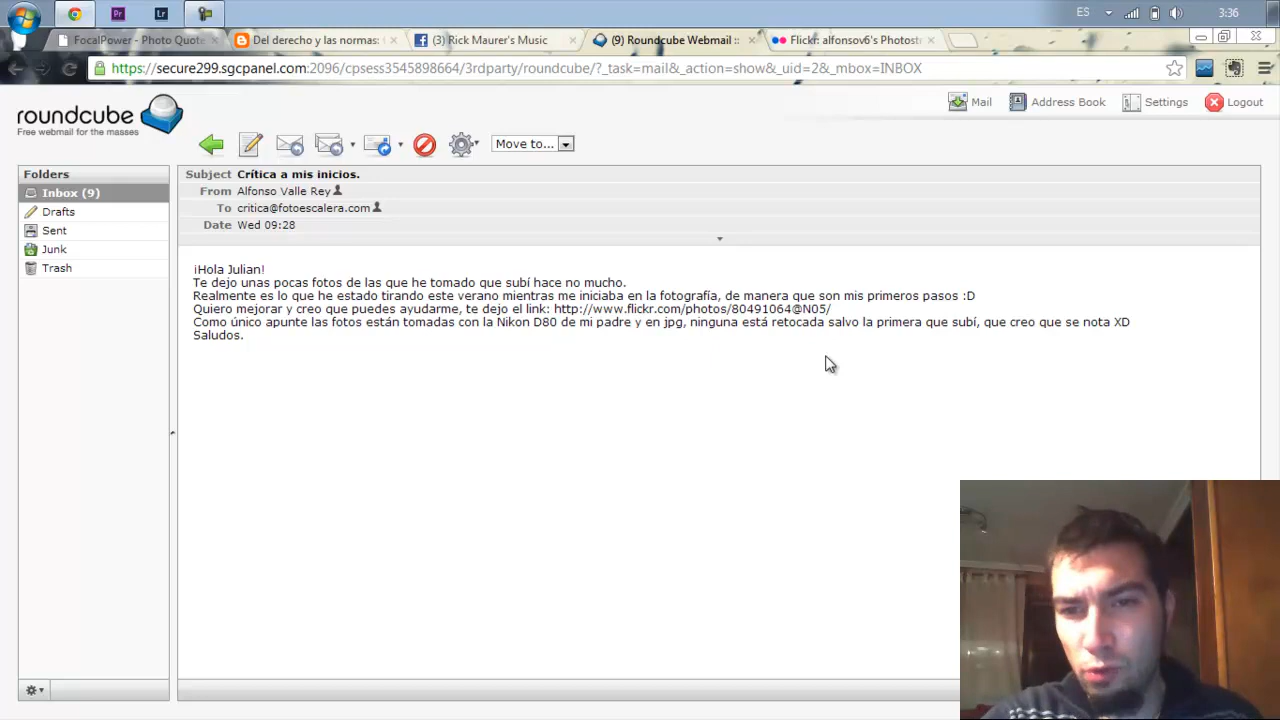 ES 3:36
FocalPower - Photo Quote
Del derecho y las normas:
(3) Rick Maurer's Music
(9) Roundcube Webmail ::
Flickr: alfonsov6's Photost
https://secure299.sgcpanel.com:2096/cpsess3545898664/3rdparty/roundcube/?_task=mail&_action=show&_uid=2&_mbox=INBOX
roundcube
Free webmail for the masses
Mail Address Book Settings Logout
Move to...
Folders
Inbox (9)
Drafts
Sent
Junk
Trash
Subject Crítica a mis inicios.
From Alfonso Valle Rey
To critica@fotoescalera.com
Date Wed 09:28
¡Hola Julian!
Te dejo unas pocas fotos de las que he tomado que subí hace no mucho.
Realmente es lo que he estado tirando este verano mientras me iniciaba en la fotografía, de manera que son mis primeros pasos :D
Quiero mejorar y creo que puedes ayudarme, te dejo el link: http://www.flickr.com/photos/80491064@N05/
Como único apunte las fotos están tomadas con la Nikon D80 de mi padre y en jpg, ninguna está retocada salvo la primera que subí, que creo que se nota XD
Saludos.